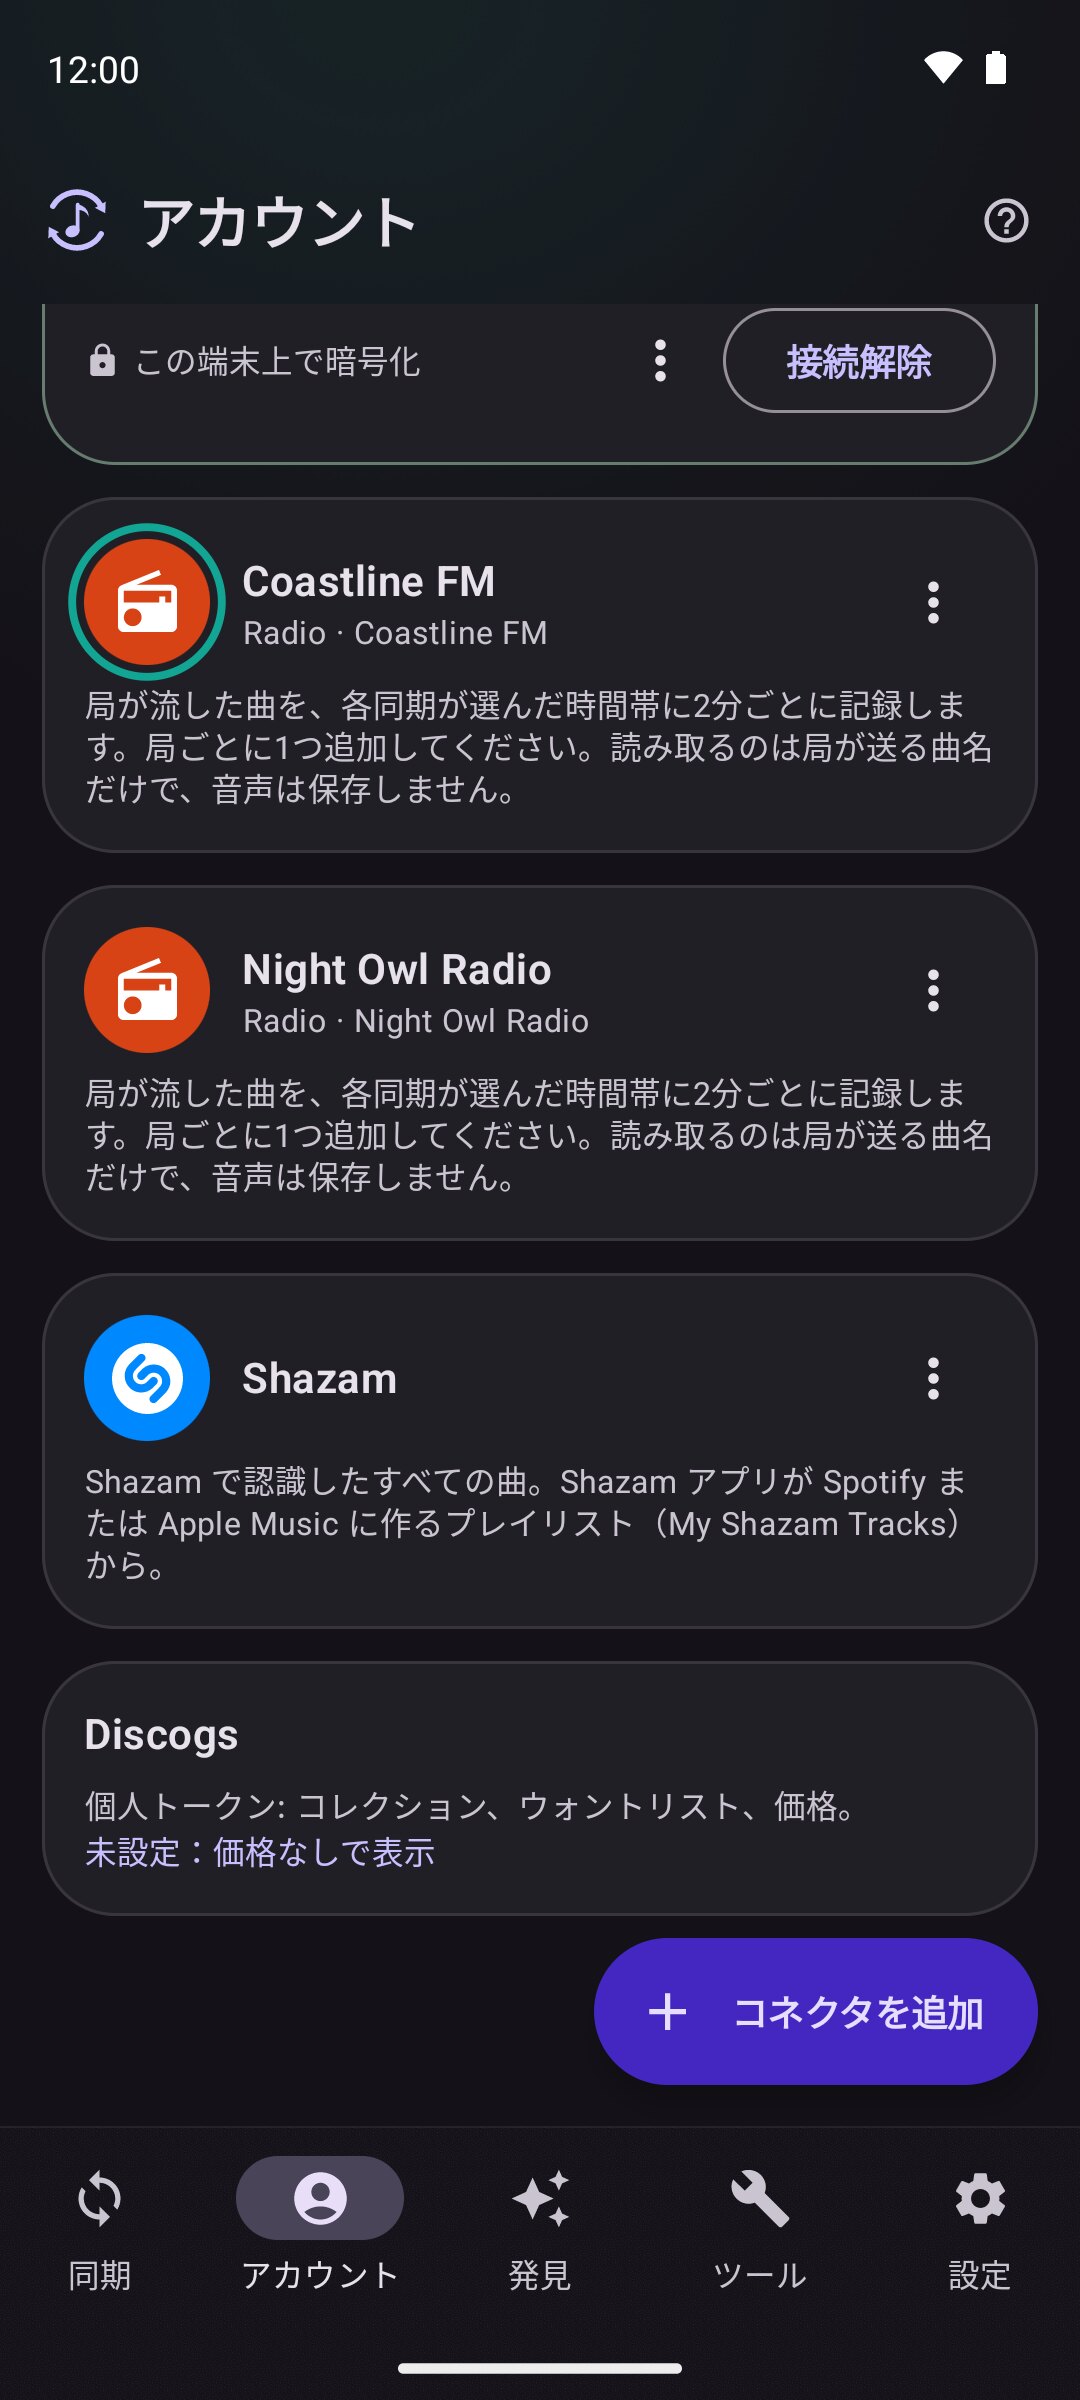 12:00
アカウント
この端末上で暗号化
接続解除
Coastline FM
Radio · Coastline FM
局が流した曲を、各同期が選んだ時間帯に2分ごとに記録しま
す。局ごとに1つ追加してください。読み取るのは局が送る曲名
だけで、音声は保存しません。
Night Owl Radio
Radio · Night Owl Radio
局が流した曲を、各同期が選んだ時間帯に2分ごとに記録しま
す。局ごとに1つ追加してください。読み取るのは局が送る曲名
だけで、音声は保存しません。
Shazam
Shazam で認識したすべての曲。Shazam アプリが Spotify ま
たは Apple Music に作るプレイリスト（My Shazam Tracks）
から。
Discogs
個人トークン: コレクション、ウォントリスト、価格。
未設定：価格なしで表示
コネクタを追加
同期
アカウント
発見
ツール
設定